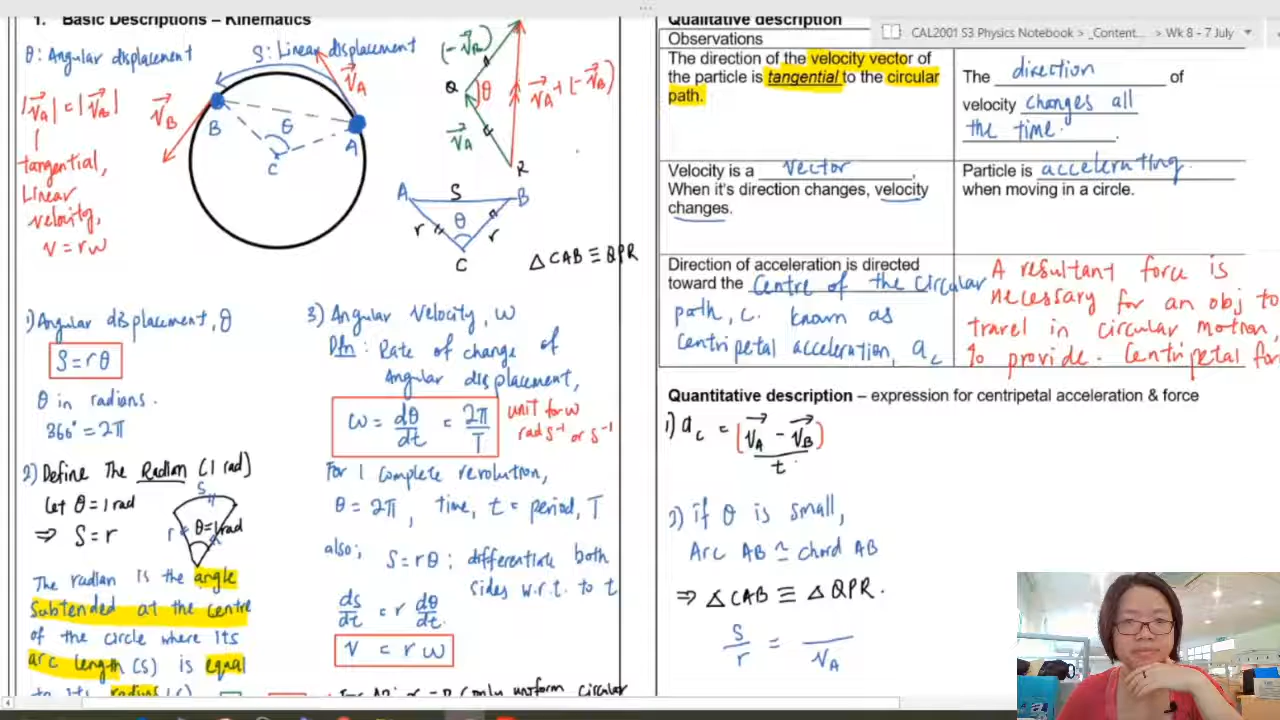 1. Basic Descriptions – Kinematics
θ: Angular displacement
S: Linear displacement
|v⃗A| = |v⃗B|
tangential,
Linear
velocity,
v = rω
v⃗B
v⃗A
B
θ
A
C
(-v⃗B)
Q
θ
v⃗A + (-v⃗B)
v⃗A
R
A
S
B
θ
r
r
C
△CAB ≡ QPR
1) Angular displacement, θ
S = rθ
θ in radians.
360° = 2π
2) Define The Radian (1 rad)
Let θ = 1 rad
⇒ S = r
S
r
θ = 1 rad
The radian is the angle
Subtended at the centre
of the circle where its
arc length (S) is equal
to its radius (r)
3) Angular Velocity, ω
Dfn: Rate of change of
Angular displacement,
ω = dθ/dt = 2π/T
unit for ω
rad s⁻¹ or s⁻¹
For 1 complete revolution,
θ = 2π, time, t = period, T
also; S = rθ : differentiate both
sides w.r.t. to t
ds/dt = r dθ/dt.
v = rω
(only uniform circular
Qualitative description
CAL2001 S3 Physics Notebook > _Content... > Wk 8 - 7 July
Observations
The direction of the velocity vector of
the particle is tangential to the circular
path.
The direction of
velocity changes all
the time.
Velocity is a vector,
When it's direction changes, velocity
changes.
Particle is accelerating
when moving in a circle.
Direction of acceleration is directed
toward the centre of the circular
path, C. known as
centripetal acceleration, ac
A resultant force is
necessary for an obj to
travel in circular motion,
to provide. Centripetal for
Quantitative description – expression for centripetal acceleration & force
1) ac = (v⃗A - v⃗B)/t
2) if θ is small,
Arc AB ≃ chord AB
⇒ △CAB ≡ △QPR.
S/r = /vA